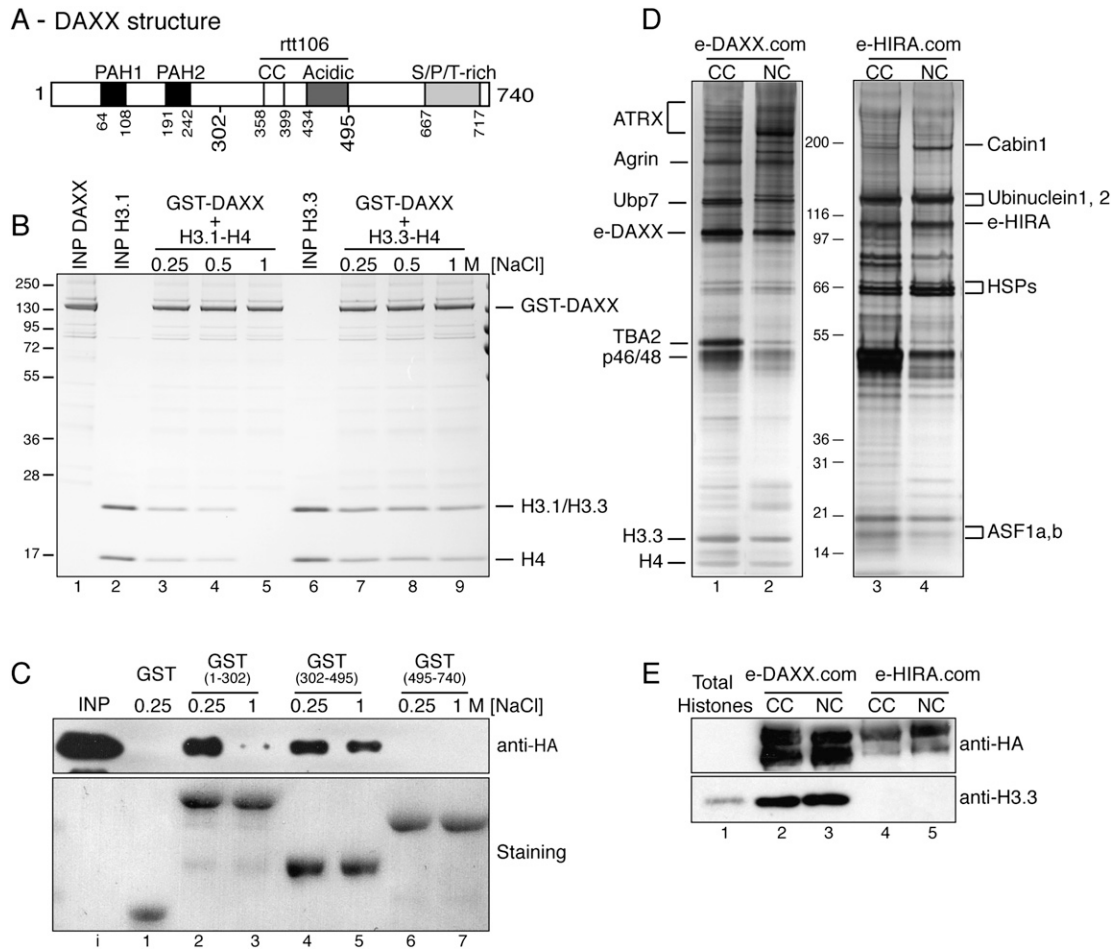 A - DAXX structure
rtt106
PAH1 PAH2 CC Acidic S/P/T-rich
1 740
64 108 191 242 302 358 399 434 495 667 717
B
INP DAXX
INP H3.1
GST-DAXX
+
H3.1-H4
INP H3.3
GST-DAXX
+
H3.3-H4
0.25 0.5 1 0.25 0.5 1 M [NaCl]
250
130
95
72
55
36
28
17
GST-DAXX
H3.1/H3.3
H4
1 2 3 4 5 6 7 8 9
C
GST GST GST GST
(1-302) (302-495) (495-740)
INP 0.25 0.25 1 0.25 1 0.25 1 M [NaCl]
anti-HA
Staining
i 1 2 3 4 5 6 7
D
e-DAXX.com e-HIRA.com
CC NC CC NC
ATRX
Agrin
Ubp7
e-DAXX
TBA2
p46/48
H3.3
H4
200
116
97
66
55
36
31
21
14
Cabin1
Ubinuclein1, 2
e-HIRA
HSPs
ASF1a,b
1 2 3 4
E
Total
Histones
e-DAXX.com e-HIRA.com
CC NC CC NC
anti-HA
anti-H3.3
1 2 3 4 5